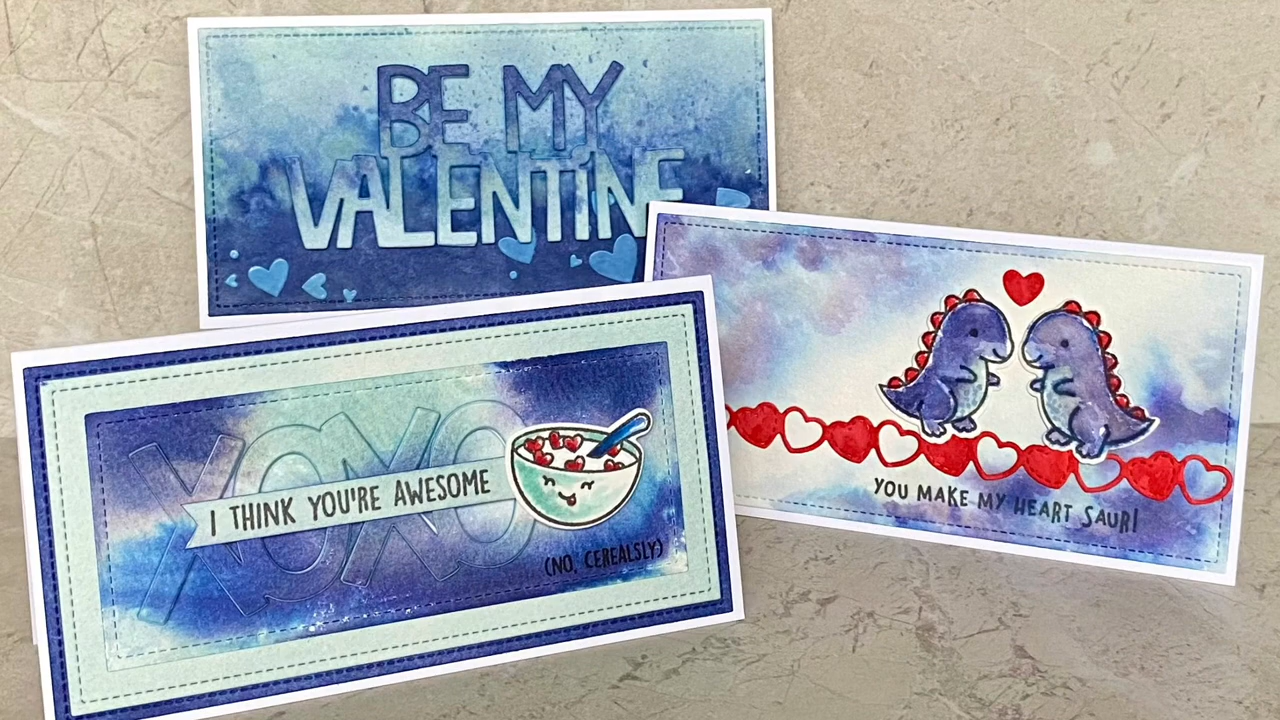 BE MY
VALENTINE
XOXO
I THINK YOU'RE AWESOME
(NO, CEREALSLY)
YOU MAKE MY HEART SAUR!